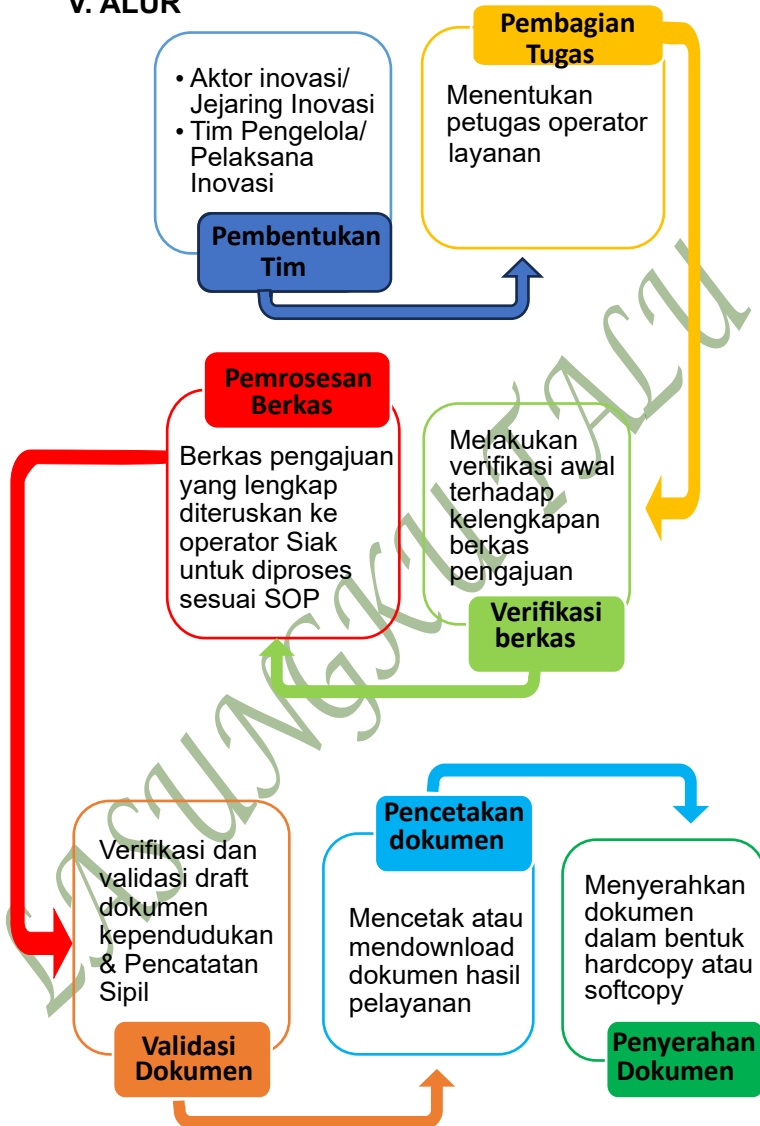 V. ALUR
• Aktor inovasi/
Jejaring Inovasi
• Tim Pengelola/
Pelaksana
Inovasi
Pembentukan
Tim
Pembagian
Tugas
Menentukan
petugas operator
layanan
Melakukan
verifikasi awal
terhadap
kelengkapan
berkas
pengajuan
Verifikasi
berkas
Pemrosesan
Berkas
Berkas pengajuan
yang lengkap
diteruskan ke
operator Siak
untuk diproses
sesuai SOP
Verifikasi dan
validasi draft
dokumen
kependudukan
& Pencatatan
Sipil
Validasi
Dokumen
Pencetakan
dokumen
Mencetak atau
mendownload
dokumen hasil
pelayanan
Menyerahkan
dokumen
dalam bentuk
hardcopy atau
softcopy
Penyerahan
Dokumen
LASUNGKU TALU